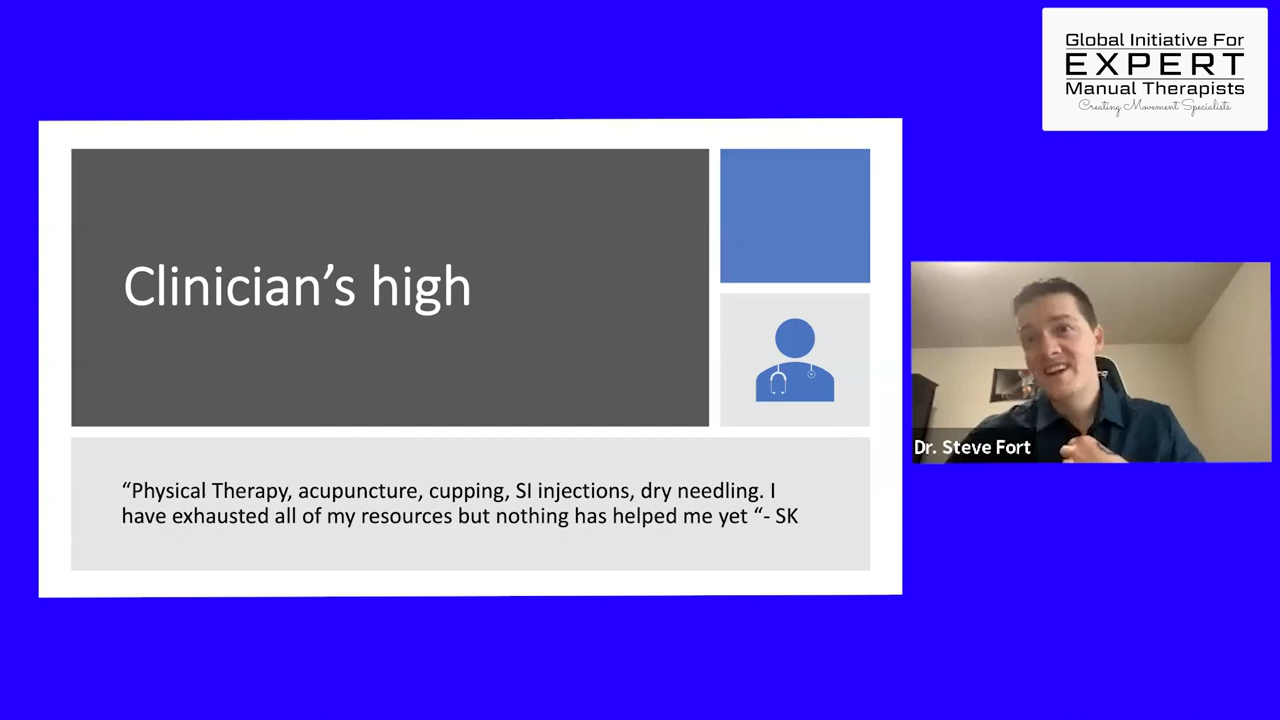 Global Initiative For
EXPERT
Manual Therapists
Creating Movement Specialists
Clinician’s high
“Physical Therapy, acupuncture, cupping, SI injections, dry needling. I
have exhausted all of my resources but nothing has helped me yet “- SK
Dr. Steve Fort